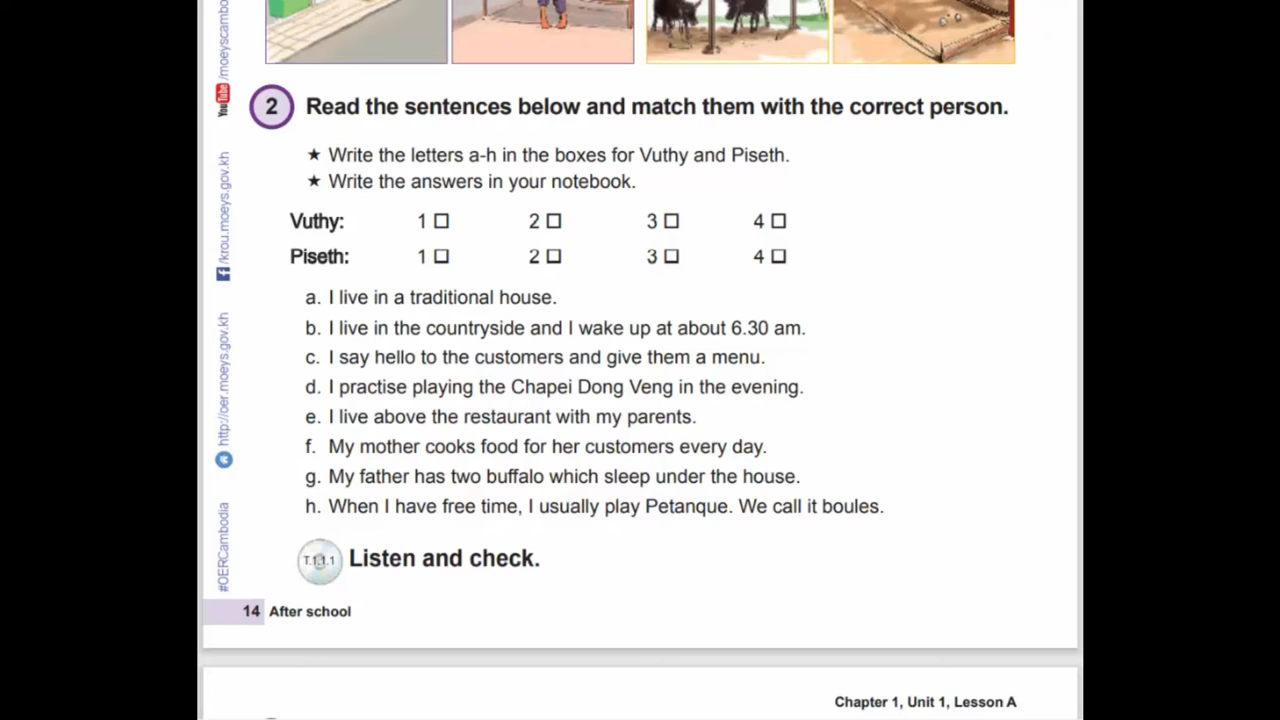 2 Read the sentences below and match them with the correct person.
★ Write the letters a-h in the boxes for Vuthy and Piseth.
★ Write the answers in your notebook.
Vuthy: 1 ☐ 2 ☐ 3 ☐ 4 ☐
Piseth: 1 ☐ 2 ☐ 3 ☐ 4 ☐
a. I live in a traditional house.
b. I live in the countryside and I wake up at about 6.30 am.
c. I say hello to the customers and give them a menu.
d. I practise playing the Chapei Dong Veng in the evening.
e. I live above the restaurant with my parents.
f. My mother cooks food for her customers every day.
g. My father has two buffalo which sleep under the house.
h. When I have free time, I usually play Petanque. We call it boules.
T.1.1.1 Listen and check.
14 After school
Chapter 1, Unit 1, Lesson A
#OERCambodia
http://oer.moeys.gov.kh
f /krou.moeys.gov.kh
YouTube /moeyscambo